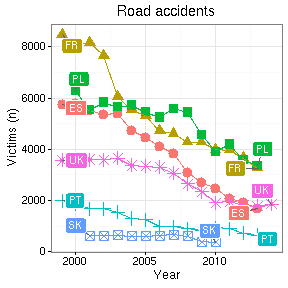 Road accidents
Victims (n)
8000
6000
4000
2000
0
FR
PL
ES
UK
PT
SK
PL
FR
UK
ES
SK
PT
2000
2005
2010
Year